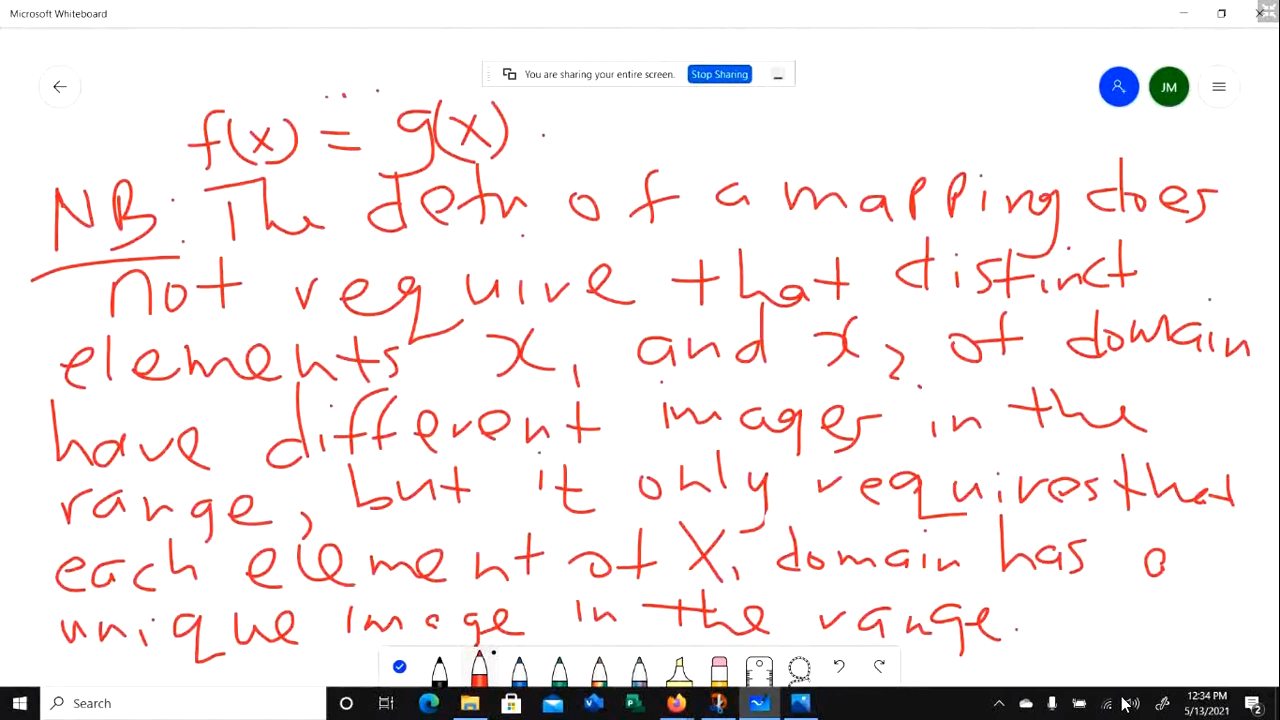 Microsoft Whiteboard
You are sharing your entire screen. Stop Sharing
JM
f(x) = g(x).
NB: The defn of a mapping does
not require that distinct
elements x₁ and x₂ of domain
have different images in the
range, but it only requires that
each element of X, domain has a
unique image in the range.
Search
12:34 PM
5/13/2021
2